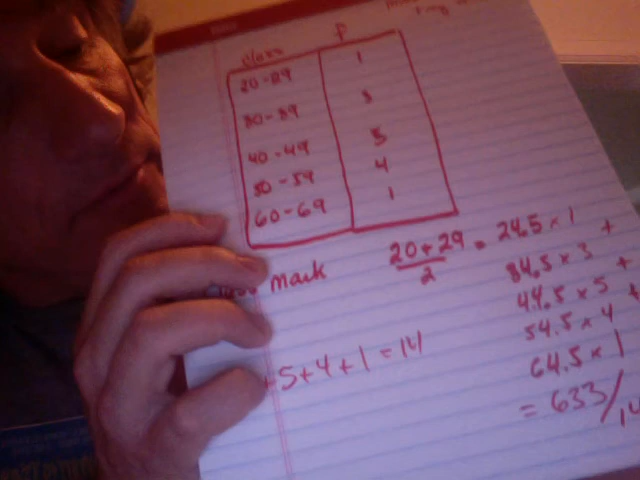 class f
20-29 1
30-39 3
40-49 5
50-59 4
60-69 1
mark
20+29 = 24.5 × 1
2
34.5 × 3 +
44.5 × 5 +
54.5 × 4 +
64.5 × 1
+5+4+1=14
= 633/14